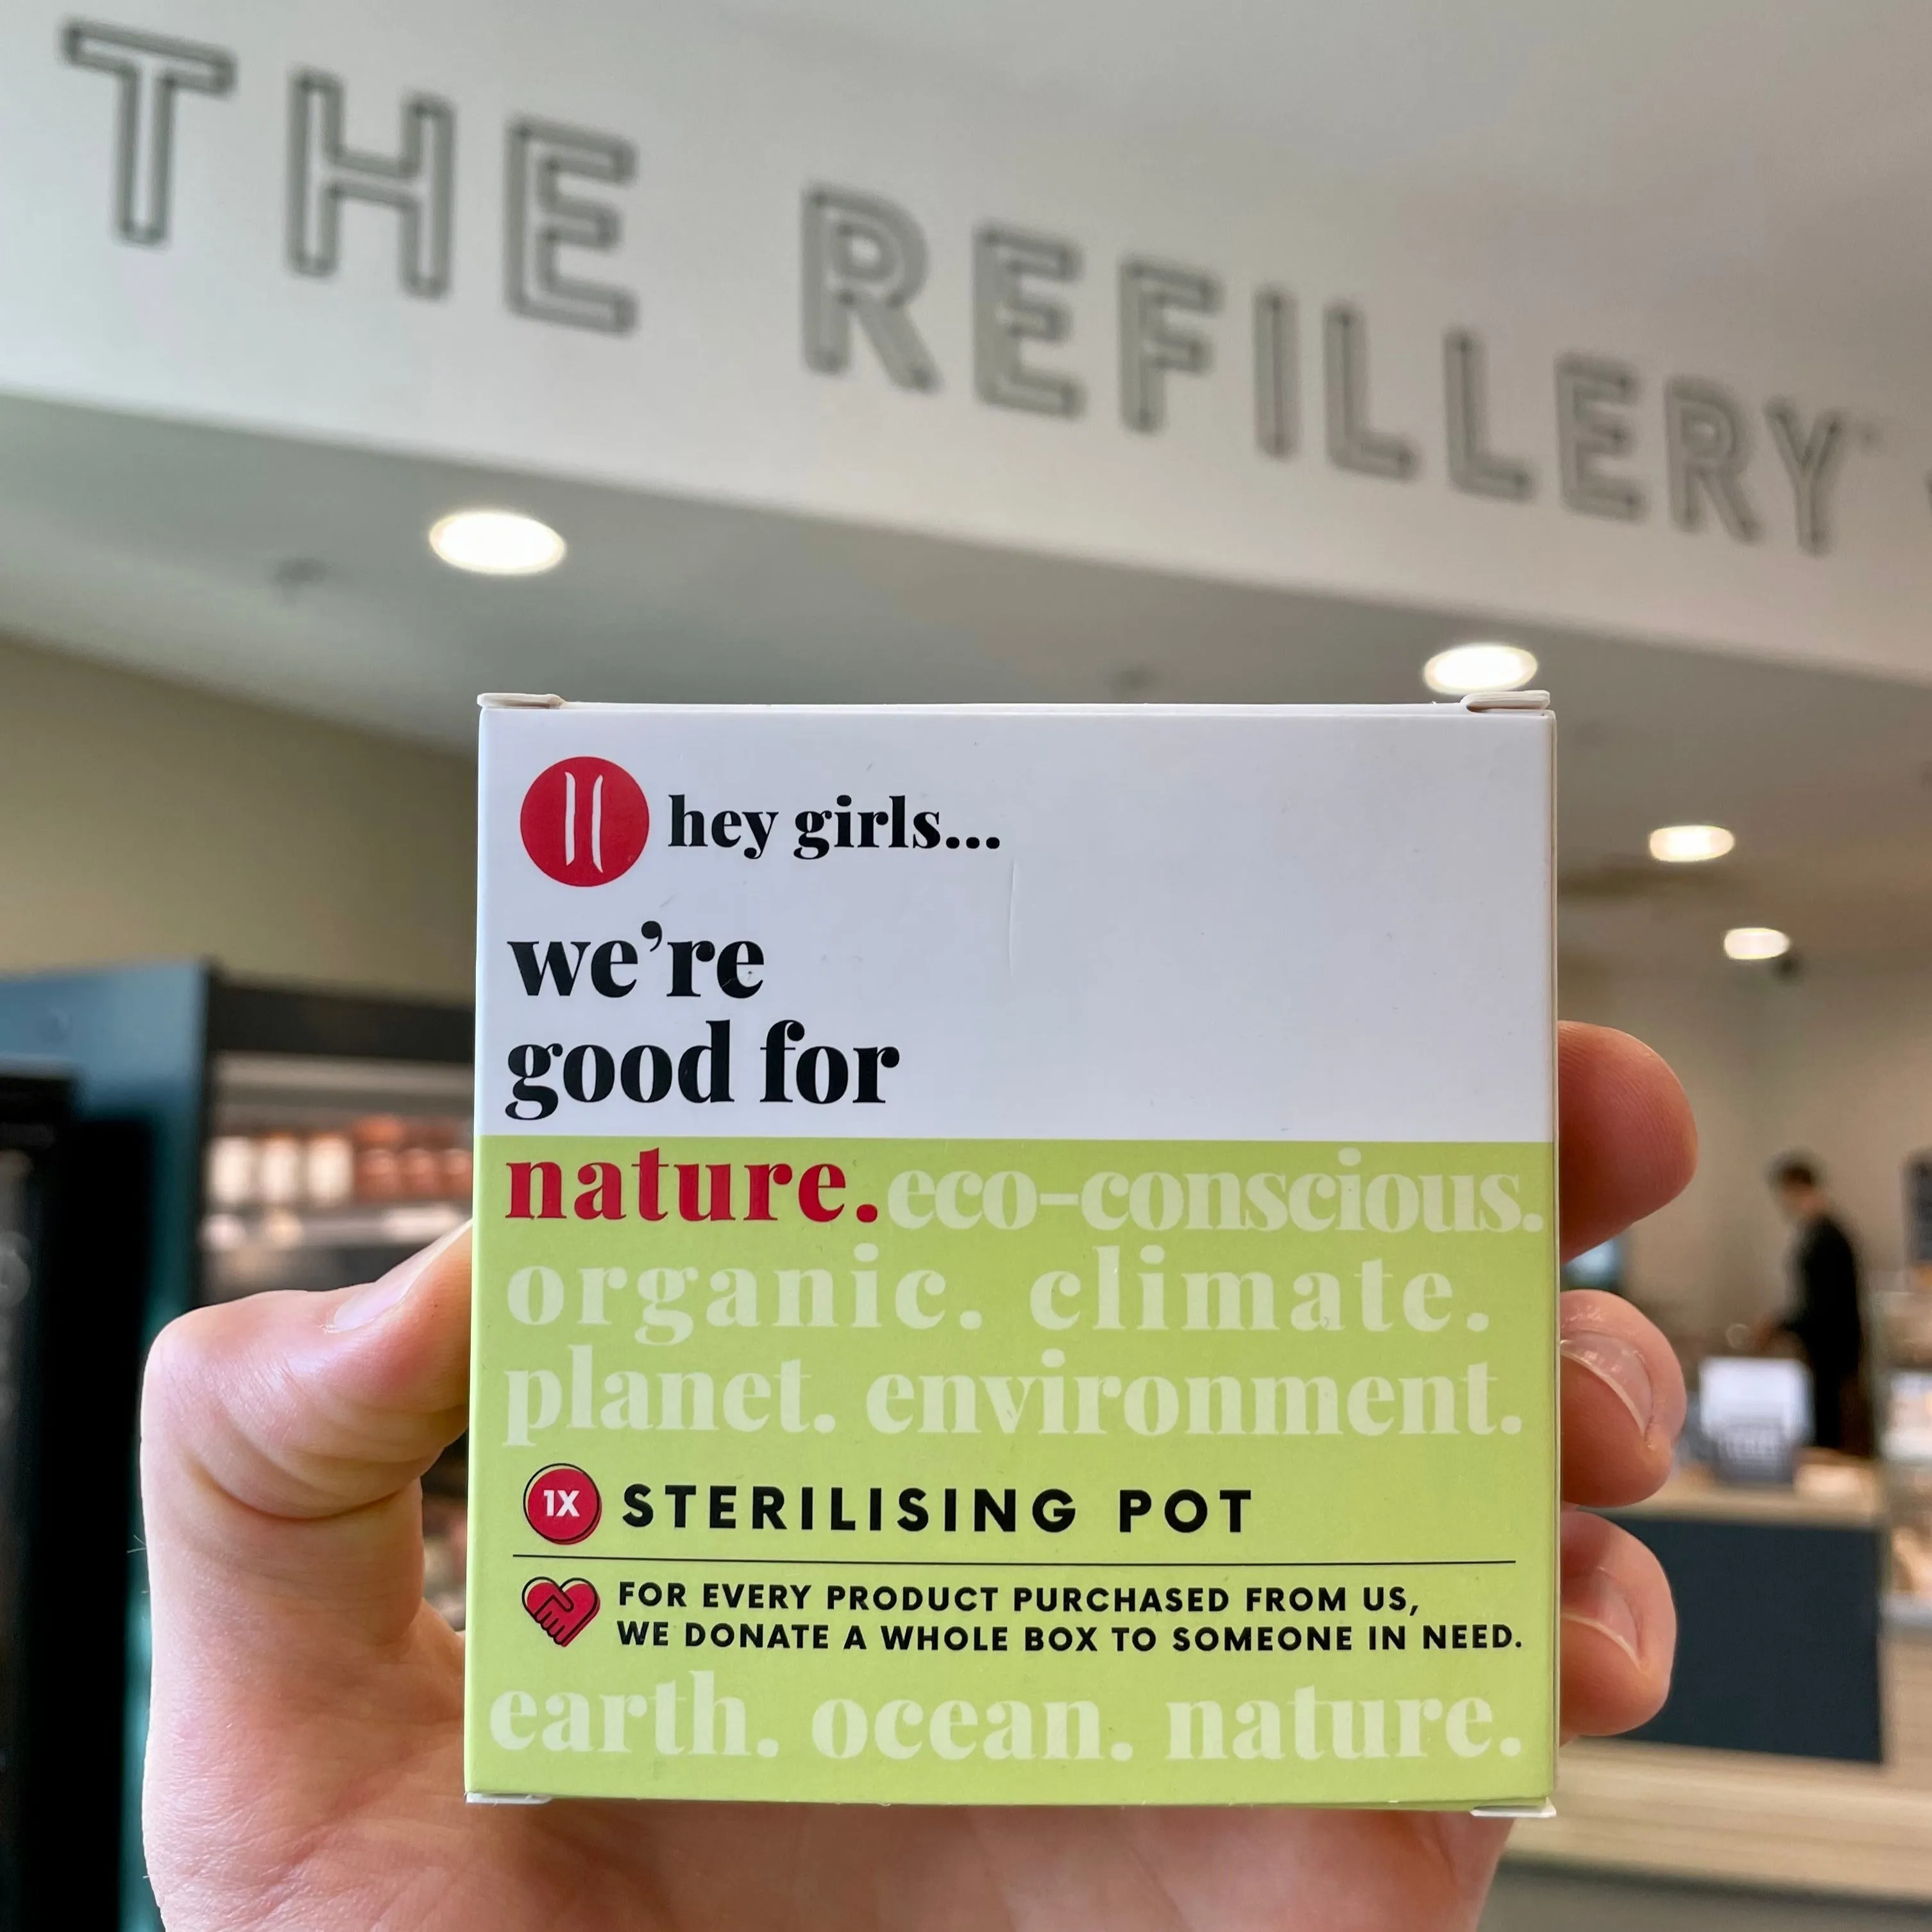 THE REFILLERY
hey girls...
we're
good for
nature. eco-conscious.
organic. climate.
planet. environment.
1X STERILISING POT
FOR EVERY PRODUCT PURCHASED FROM US,
WE DONATE A WHOLE BOX TO SOMEONE IN NEED.
earth. ocean. nature.